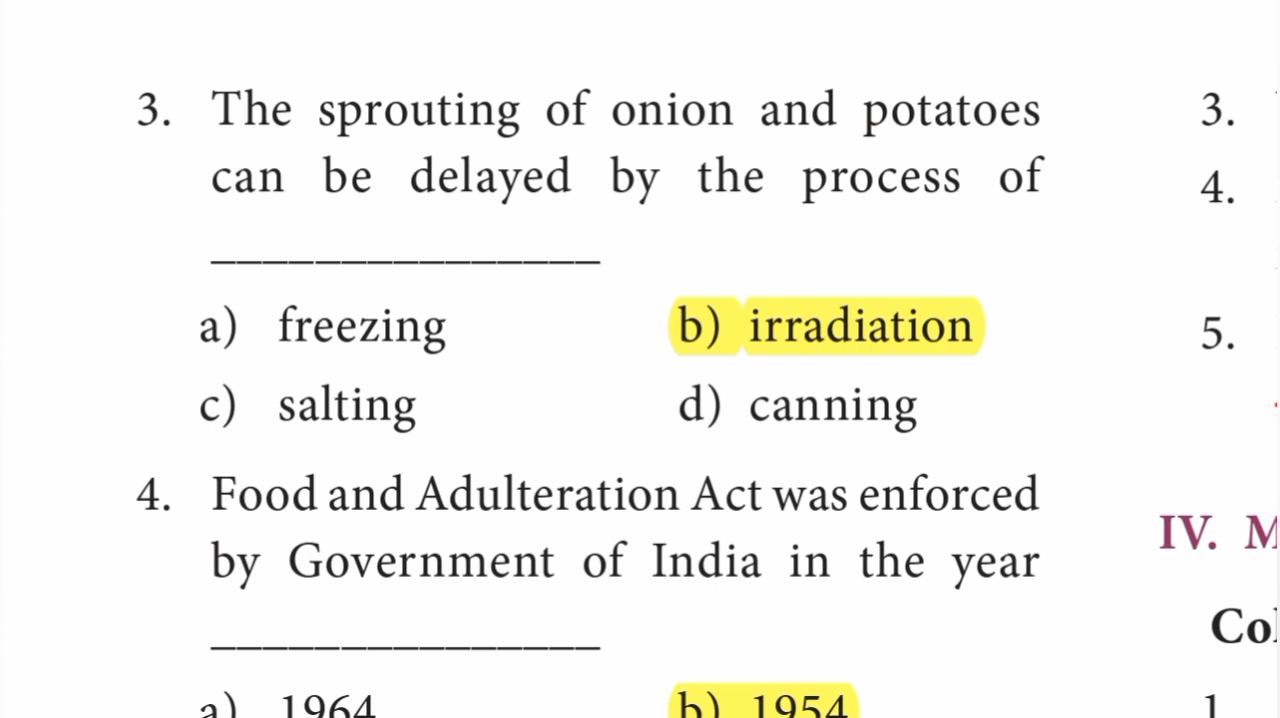 3. The sprouting of onion and potatoes
can be delayed by the process of
_______________
a) freezing b) irradiation
c) salting d) canning
4. Food and Adulteration Act was enforced
by Government of India in the year
_______________
a) 1964 b) 1954
3.
4.
5.
IV.
1